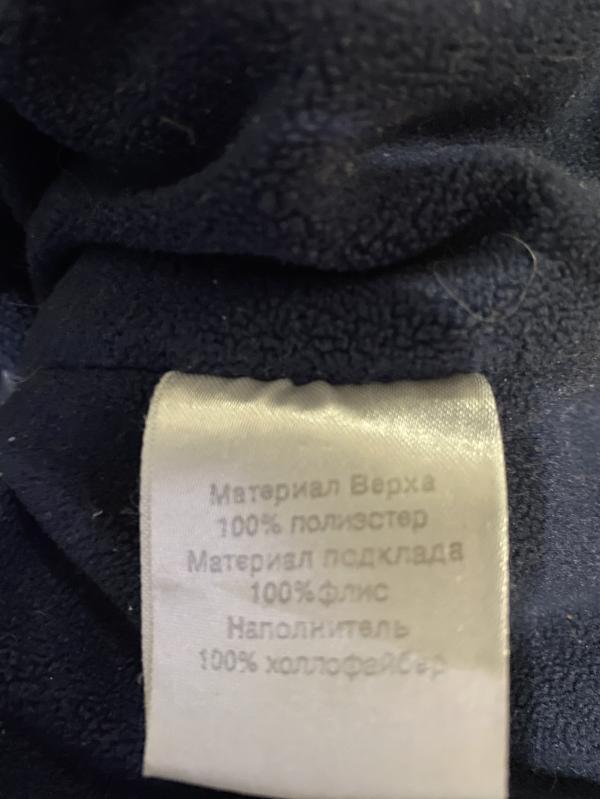 Материал Верха
100% полиэстер
Материал подклада
100%флис
Наполнитель
100% холлофайбер